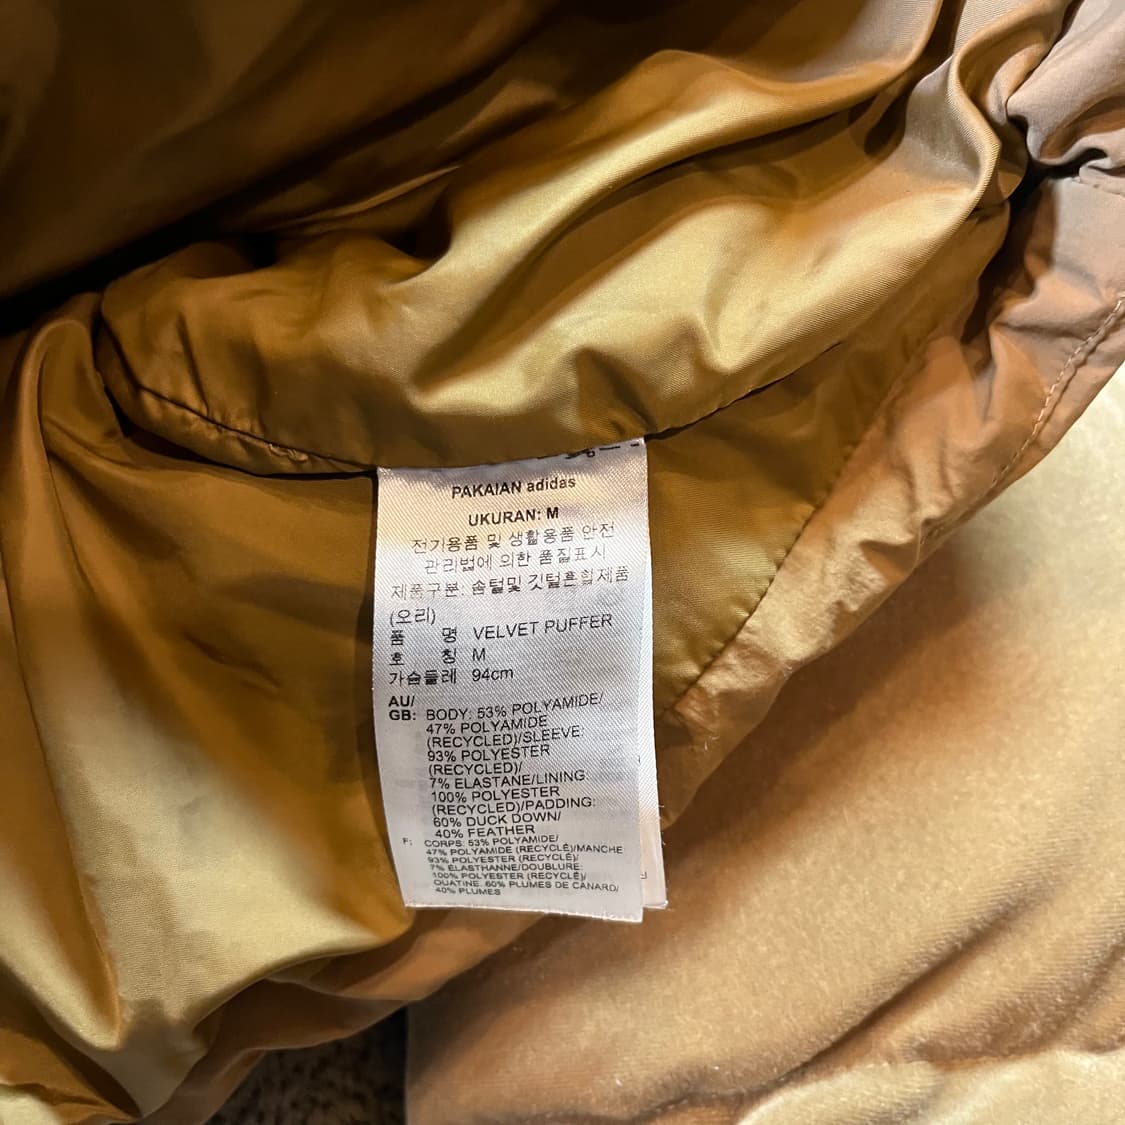 PAKAIAN adidas
UKURAN: M
전기용품 및 생활용품 안전
관리법에 의한 품질표시
제품구분: 솜털및 깃털혼합제품
(오리)
품 명 VELVET PUFFER
호 칭 M
가슴둘레 94cm
AU/
GB: BODY: 53% POLYAMIDE/
47% POLYAMIDE
(RECYCLED)/SLEEVE:
93% POLYESTER
(RECYCLED)/
7% ELASTANE/LINING:
100% POLYESTER
(RECYCLED)/PADDING:
60% DUCK DOWN/
40% FEATHER
F: CORPS: 53% POLYAMIDE/
47% POLYAMIDE (RECYCLÉ)/MANCHE:
93% POLYESTER (RECYCLÉ)/
7% ÉLASTHANNE/DOUBLURE:
100% POLYESTER (RECYCLÉ)/
OUATINE: 60% PLUMES DE CANARD/
40% PLUMES